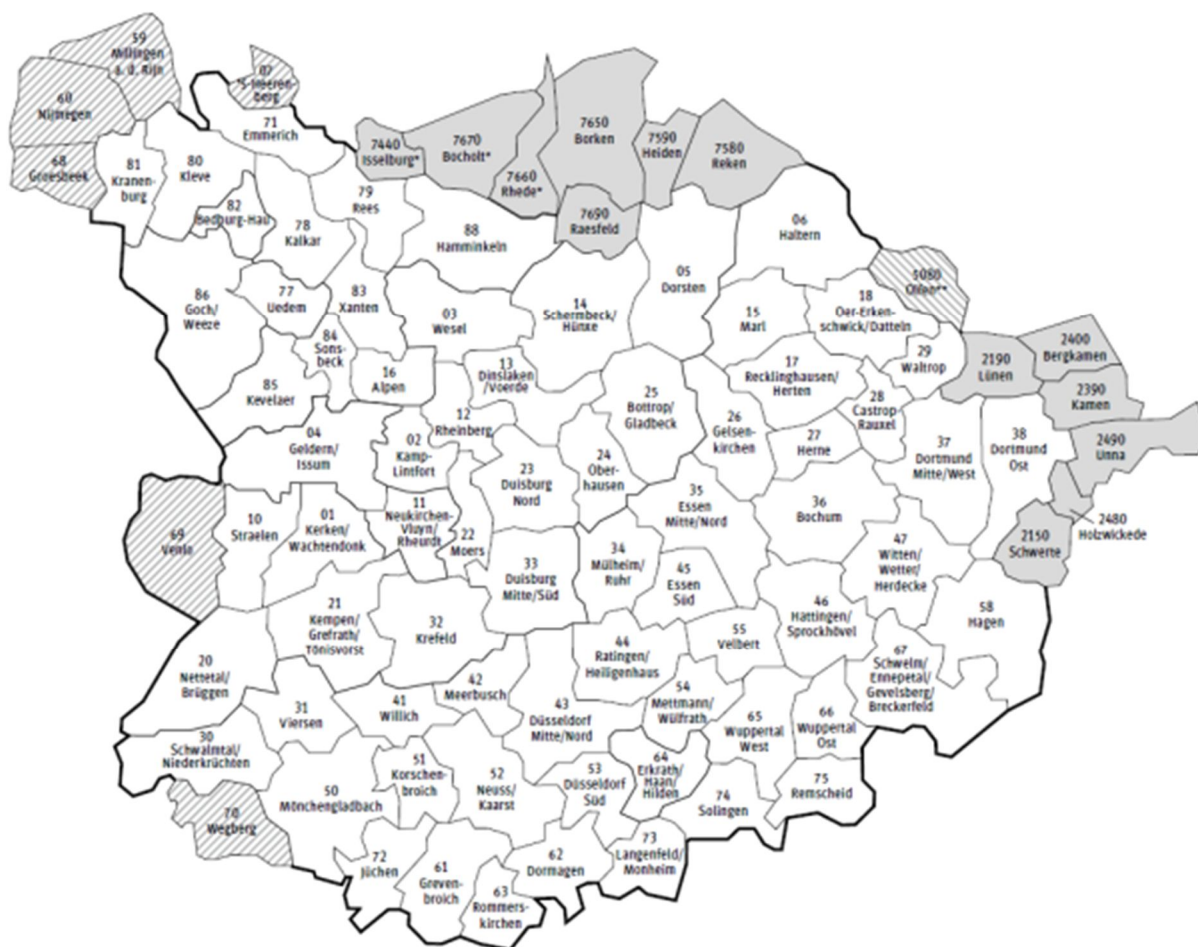 59
Millingen
a. d. Rijn
60
Nijmegen
68
Groesbeek
07
's-Heeren-
berg
71
Emmerich
81
Kranen-
burg
80
Kleve
82
Bedburg-Hau
78
Kalkar
79
Rees
7440
Isselburg*
7670
Bocholt*
7660
Rhede*
7650
Borken
7590
Heiden
7580
Reken
7690
Raesfeld
88
Hamminkeln
06
Haltern
05
Dorsten
5080
Olfen**
86
Goch/
Weeze
77
Uedem
83
Xanten
03
Wesel
14
Schermbeck/
Hünxe
15
Marl
18
Oer-Erken-
schwick/Datteln
84
Sons-
beck
16
Alpen
13
Dinslaken
/Voerde
17
Recklinghausen/
Herten
29
Waltrop
2190
Lünen
2400
Bergkamen
2390
Kamen
2490
Unna
85
Kevelaer
12
Rheinberg
25
Bottrop/
Gladbeck
26
Gelsen-
kirchen
28
Castrop-
Rauxel
27
Herne
37
Dortmund
Mitte/West
38
Dortmund
Ost
04
Geldern/
Issum
02
Kamp-
Lintfort
23
Duisburg
Nord
24
Ober-
hausen
35
Essen
Mitte/Nord
36
Bochum
69
Venlo
10
Straelen
01
Kerken/
Wachtendonk
11
Neukirchen-
Vluyn/
Rheurdt
22
Moers
33
Duisburg
Mitte/Süd
34
Mülheim/
Ruhr
45
Essen
Süd
47
Witten/
Wetter/
Herdecke
2150
Schwerte
2480
Holzwickede
21
Kempen/
Grefrath/
Tönisvorst
32
Krefeld
44
Ratingen/
Heiligenhaus
55
Velbert
46
Hattingen/
Sprockhövel
58
Hagen
20
Nettetal/
Brüggen
31
Viersen
41
Willich
42
Meerbusch
43
Düsseldorf
Mitte/Nord
54
Mettmann/
Wülfrath
65
Wuppertal
West
66
Wuppertal
Ost
67
Schwelm/
Ennepetal/
Gevelsberg/
Breckerfeld
30
Schwalmtal/
Niederkrüchten
50
Mönchengladbach
51
Korschen-
broich
52
Neuss/
Kaarst
53
Düsseldorf
Süd
64
Erkrath/
Haan/
Hilden
74
Solingen
75
Remscheid
70
Wegberg
72
Jüchen
61
Greven-
broich
63
Rommers-
kirchen
62
Dormagen
73
Langenfeld/
Monheim